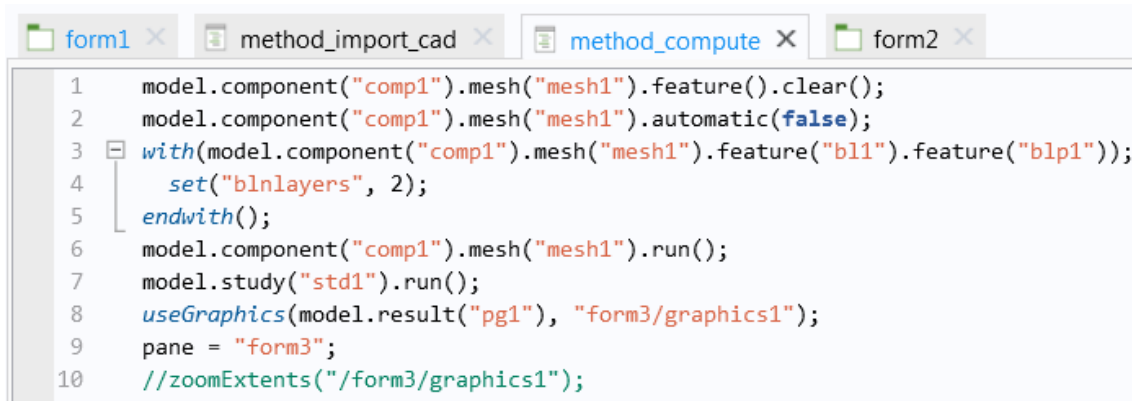 form1 method_import_cad method_compute form2
1 model.component("comp1").mesh("mesh1").feature().clear();
2 model.component("comp1").mesh("mesh1").automatic(false);
3 with(model.component("comp1").mesh("mesh1").feature("bl1").feature("blp1"));
4 set("blnlayers", 2);
5 endwith();
6 model.component("comp1").mesh("mesh1").run();
7 model.study("std1").run();
8 useGraphics(model.result("pg1"), "form3/graphics1");
9 pane = "form3";
10 //zoomExtents("/form3/graphics1");